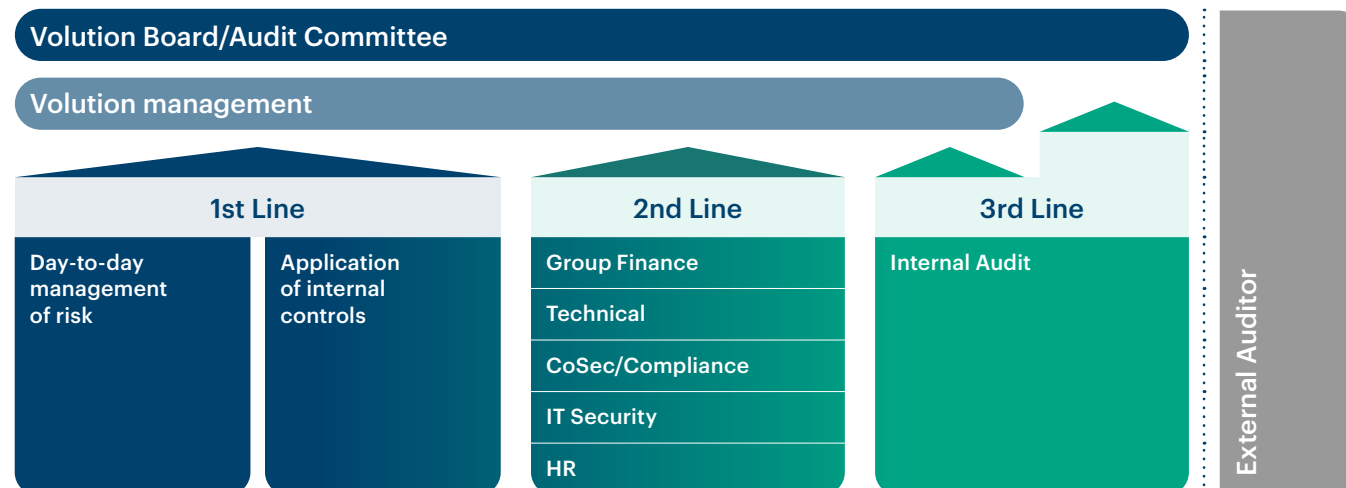 Volution Board/Audit Committee
Volution management
1st Line
Day-to-day
management
of risk
Application
of internal
controls
2nd Line
Group Finance
Technical
CoSec/Compliance
IT Security
HR
3rd Line
Internal Audit
External Auditor